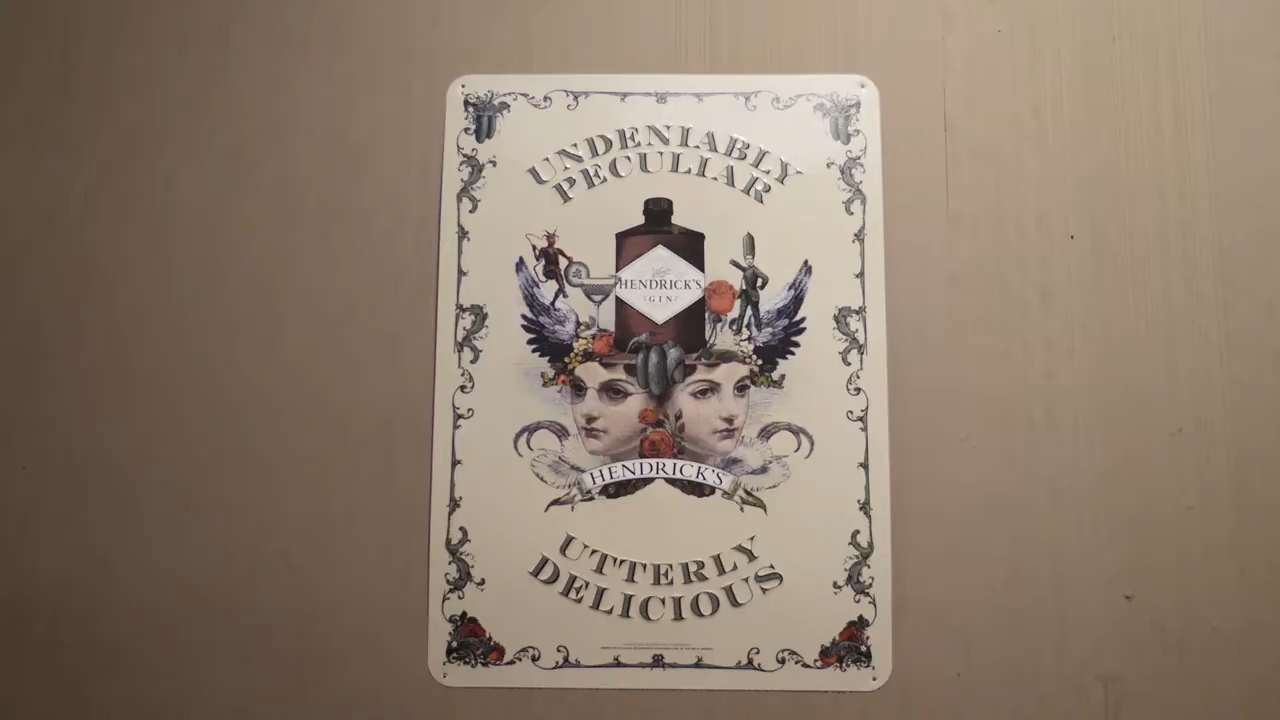 UNDENIABLY
PECULIAR
HENDRICK'S
GIN
HENDRICK'S
UTTERLY
DELICIOUS